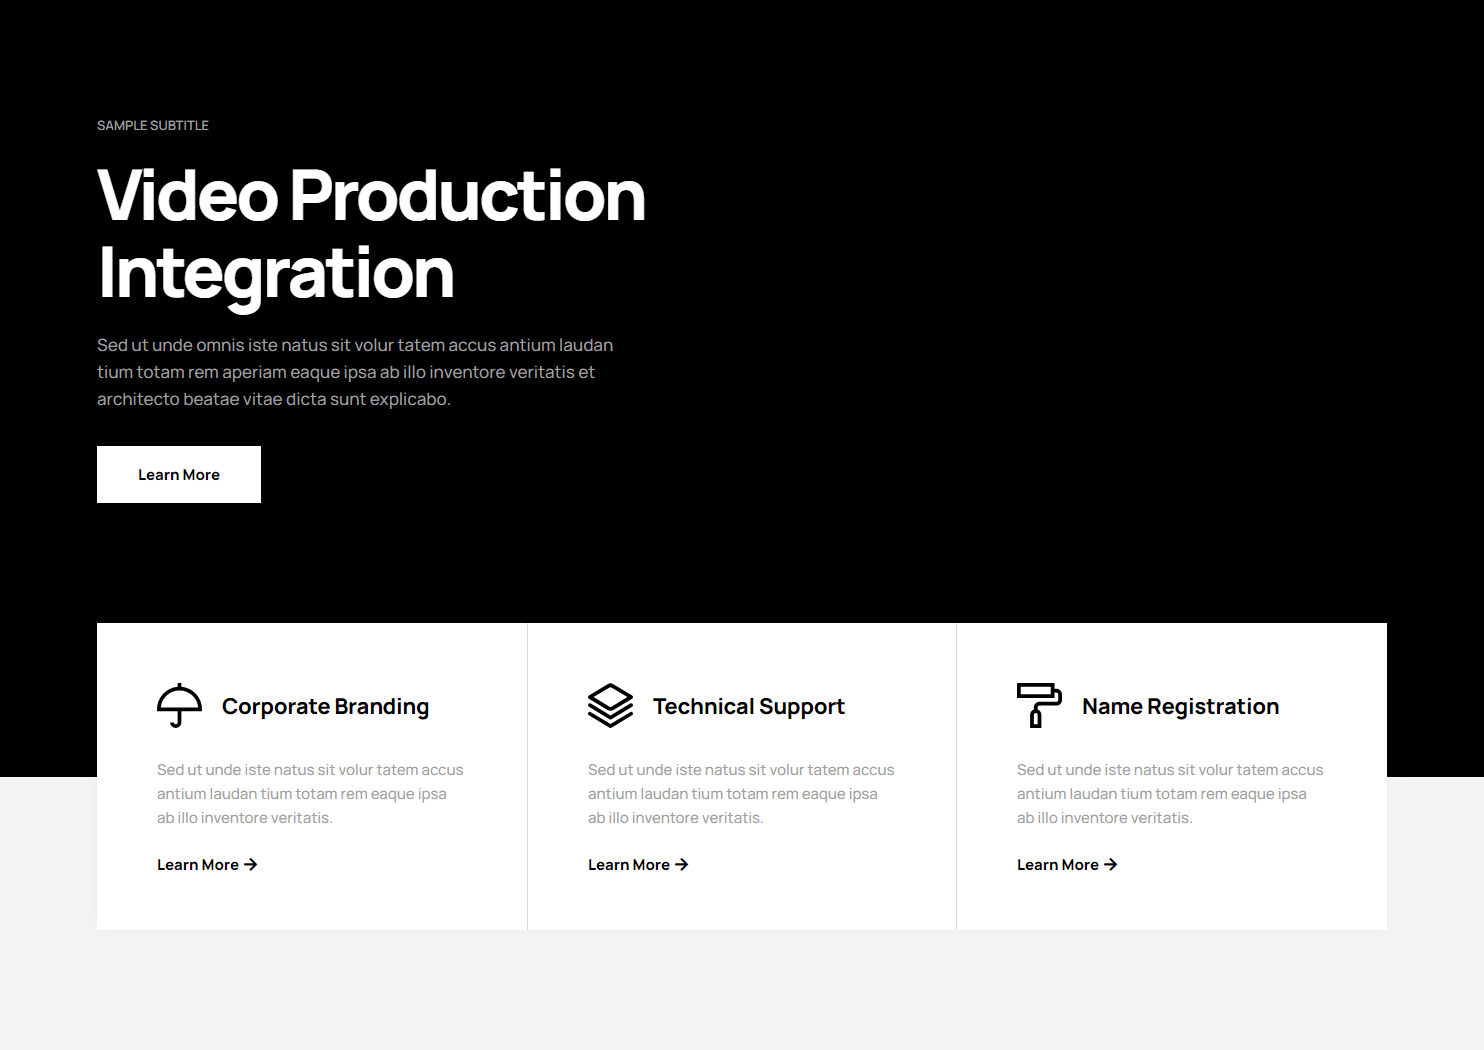 SAMPLE SUBTITLE
Video Production
Integration
Sed ut unde omnis iste natus sit volur tatem accus antium laudan
tium totam rem aperiam eaque ipsa ab illo inventore veritatis et
architecto beatae vitae dicta sunt explicabo.
Learn More
Corporate Branding
Sed ut unde iste natus sit volur tatem accus
antium laudan tium totam rem eaque ipsa
ab illo inventore veritatis.
Learn More
Technical Support
Sed ut unde iste natus sit volur tatem accus
antium laudan tium totam rem eaque ipsa
ab illo inventore veritatis.
Learn More
Name Registration
Sed ut unde iste natus sit volur tatem accus
antium laudan tium totam rem eaque ipsa
ab illo inventore veritatis.
Learn More